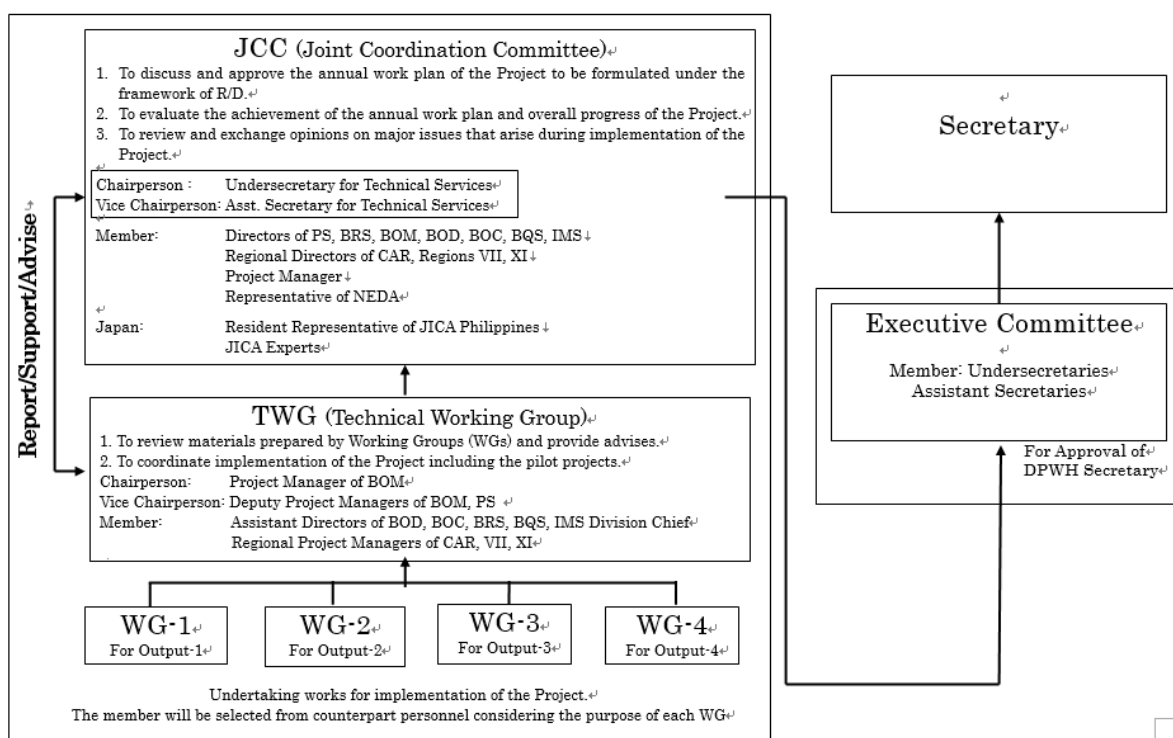 JCC (Joint Coordination Committee)
1. To discuss and approve the annual work plan of the Project to be formulated under the
framework of R/D.
2. To evaluate the achievement of the annual work plan and overall progress of the Project.
3. To review and exchange opinions on major issues that arise during implementation of the
Project.
Chairperson : Undersecretary for Technical Services
Vice Chairperson: Asst. Secretary for Technical Services
Member: Directors of PS, BRS, BOM, BOD, BOC, BQS, IMS
Regional Directors of CAR, Regions VII, XI
Project Manager
Representative of NEDA
Japan: Resident Representative of JICA Philippines
JICA Experts
Report/Support/Advise
TWG (Technical Working Group)
1. To review materials prepared by Working Groups (WGs) and provide advises.
2. To coordinate implementation of the Project including the pilot projects.
Chairperson: Project Manager of BOM
Vice Chairperson: Deputy Project Managers of BOM, PS
Member: Assistant Directors of BOD, BOC, BRS, BQS, IMS Division Chief
Regional Project Managers of CAR, VII, XI
WG-1
For Output-1
WG-2
For Output-2
WG-3
For Output-3
WG-4
For Output-4
Undertaking works for implementation of the Project.
The member will be selected from counterpart personnel considering the purpose of each WG
Secretary
Executive Committee
Member: Undersecretaries
Assistant Secretaries
For Approval of
DPWH Secretary